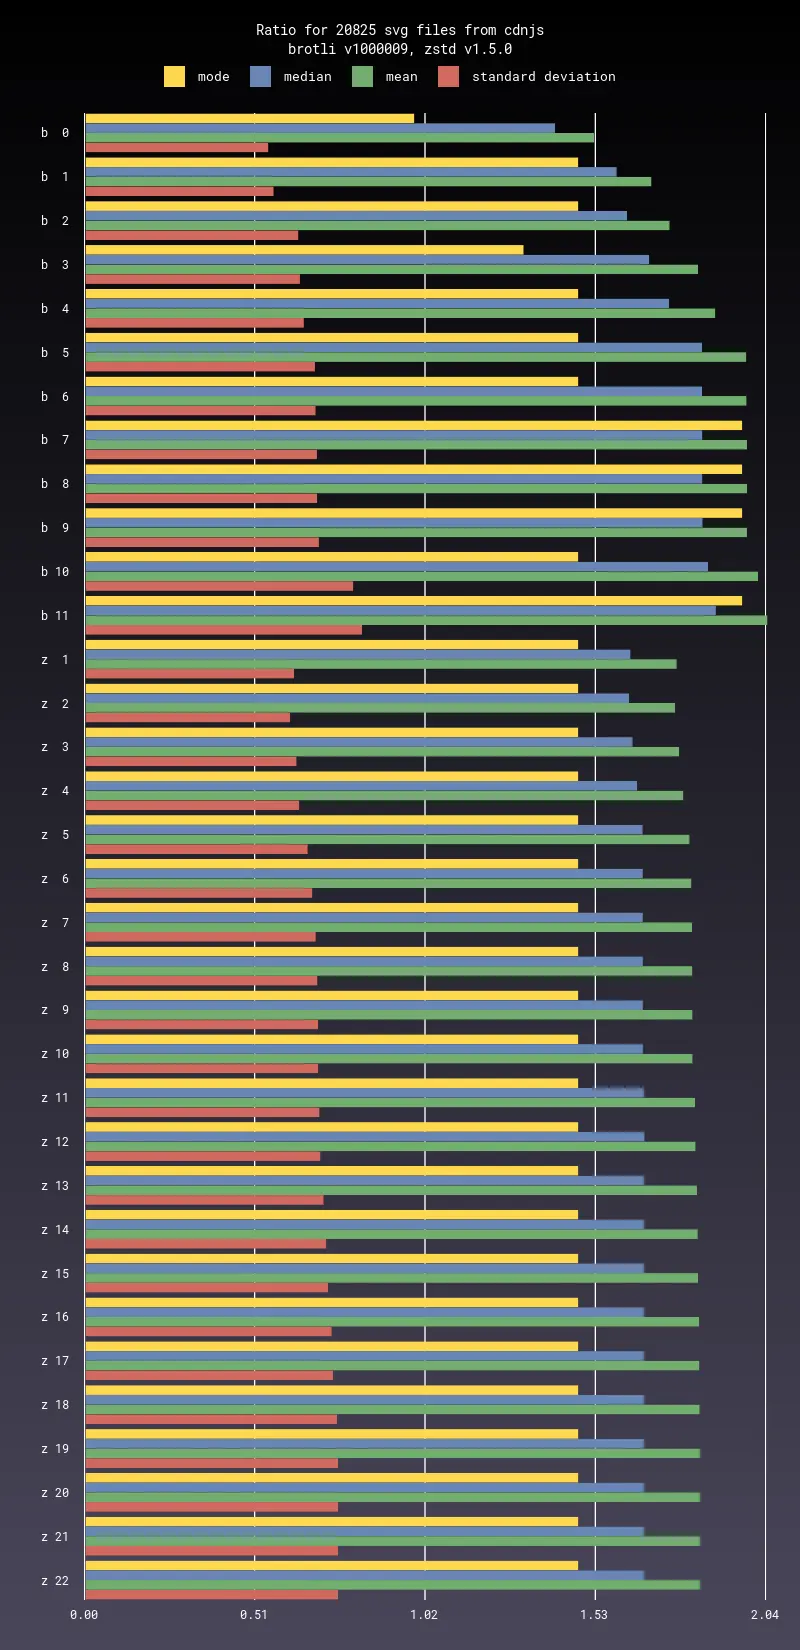 Ratio for 20825 svg files from cdnjs
brotli v1000009, zstd v1.5.0
mode median mean standard deviation
b 0
b 1
b 2
b 3
b 4
b 5
b 6
b 7
b 8
b 9
b 10
b 11
z 1
z 2
z 3
z 4
z 5
z 6
z 7
z 8
z 9
z 10
z 11
z 12
z 13
z 14
z 15
z 16
z 17
z 18
z 19
z 20
z 21
z 22
0.00 0.51 1.02 1.53 2.04